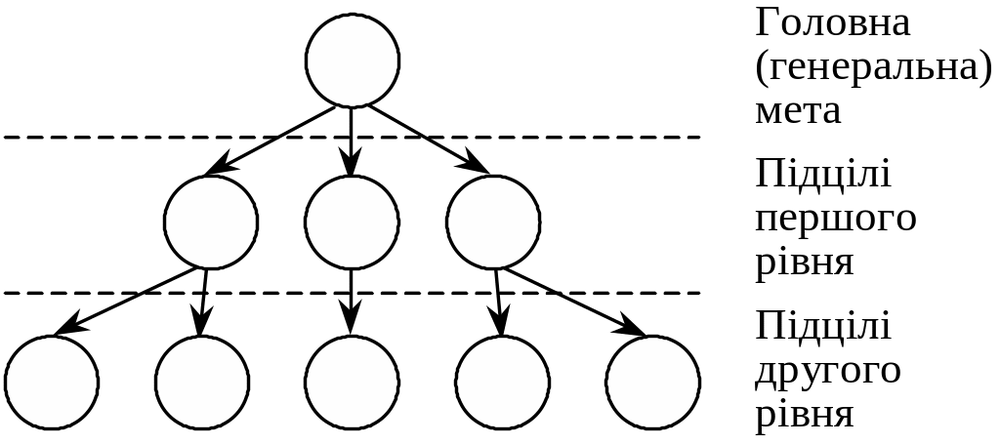 Головна
(генеральна)
мета
Підцілі
першого
рівня
Підцілі
другого
рівня